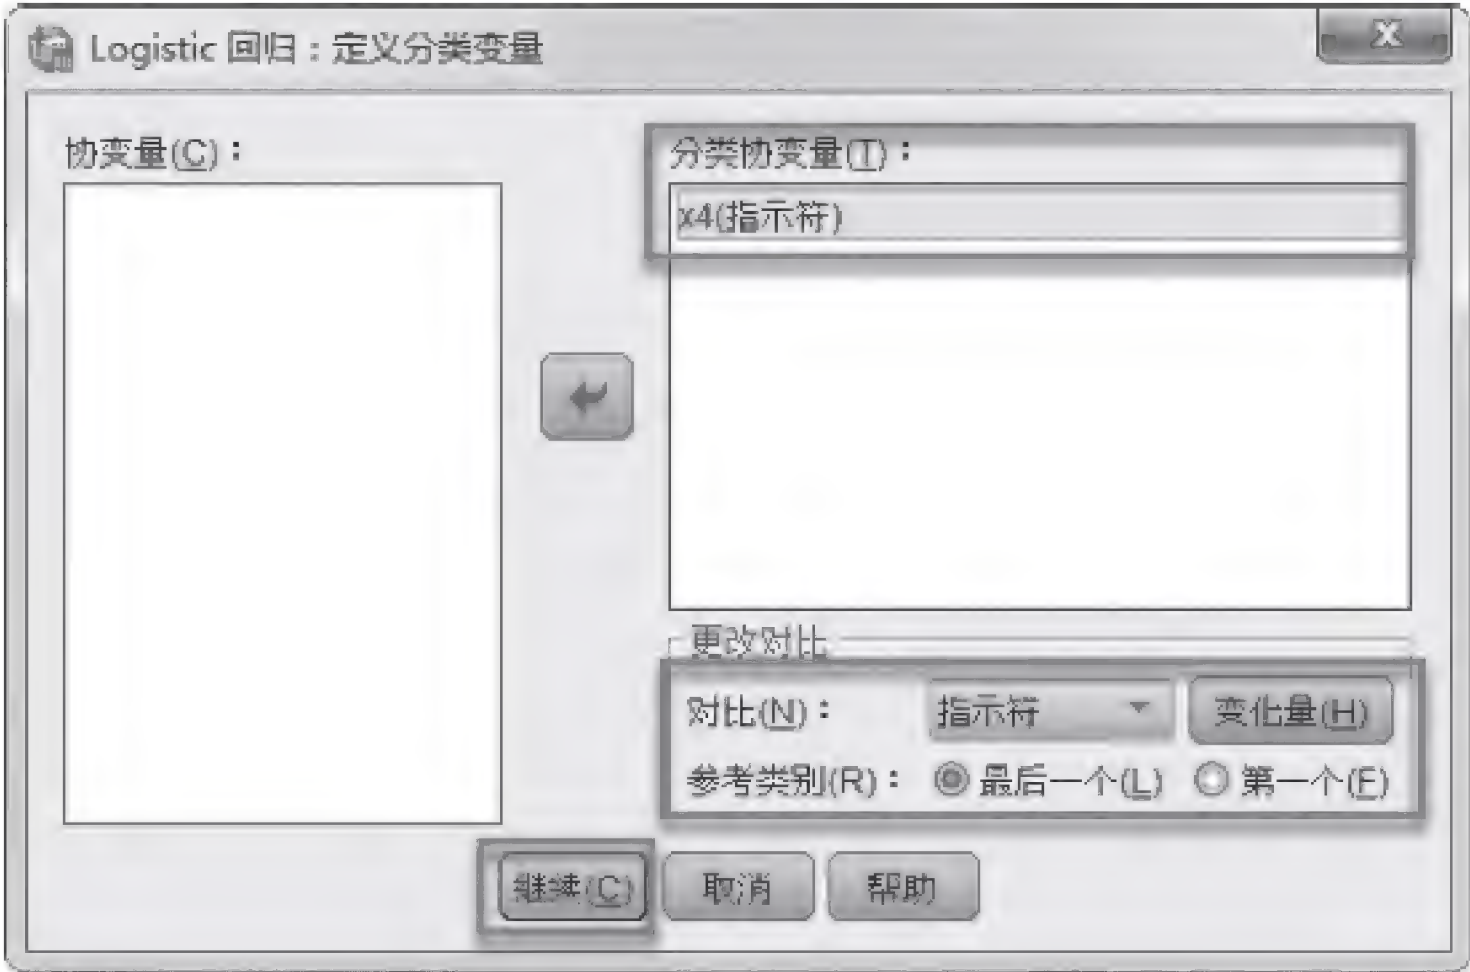 Logistic 回归：定义分类变量
协变量(C)：
分类协变量(T)：
x4(指示符)
更改对比
对比(N)：
指示符
变化量(H)
参考类别(R)：
最后一个(L)
第一个(F)
继续(C)
取消
帮助